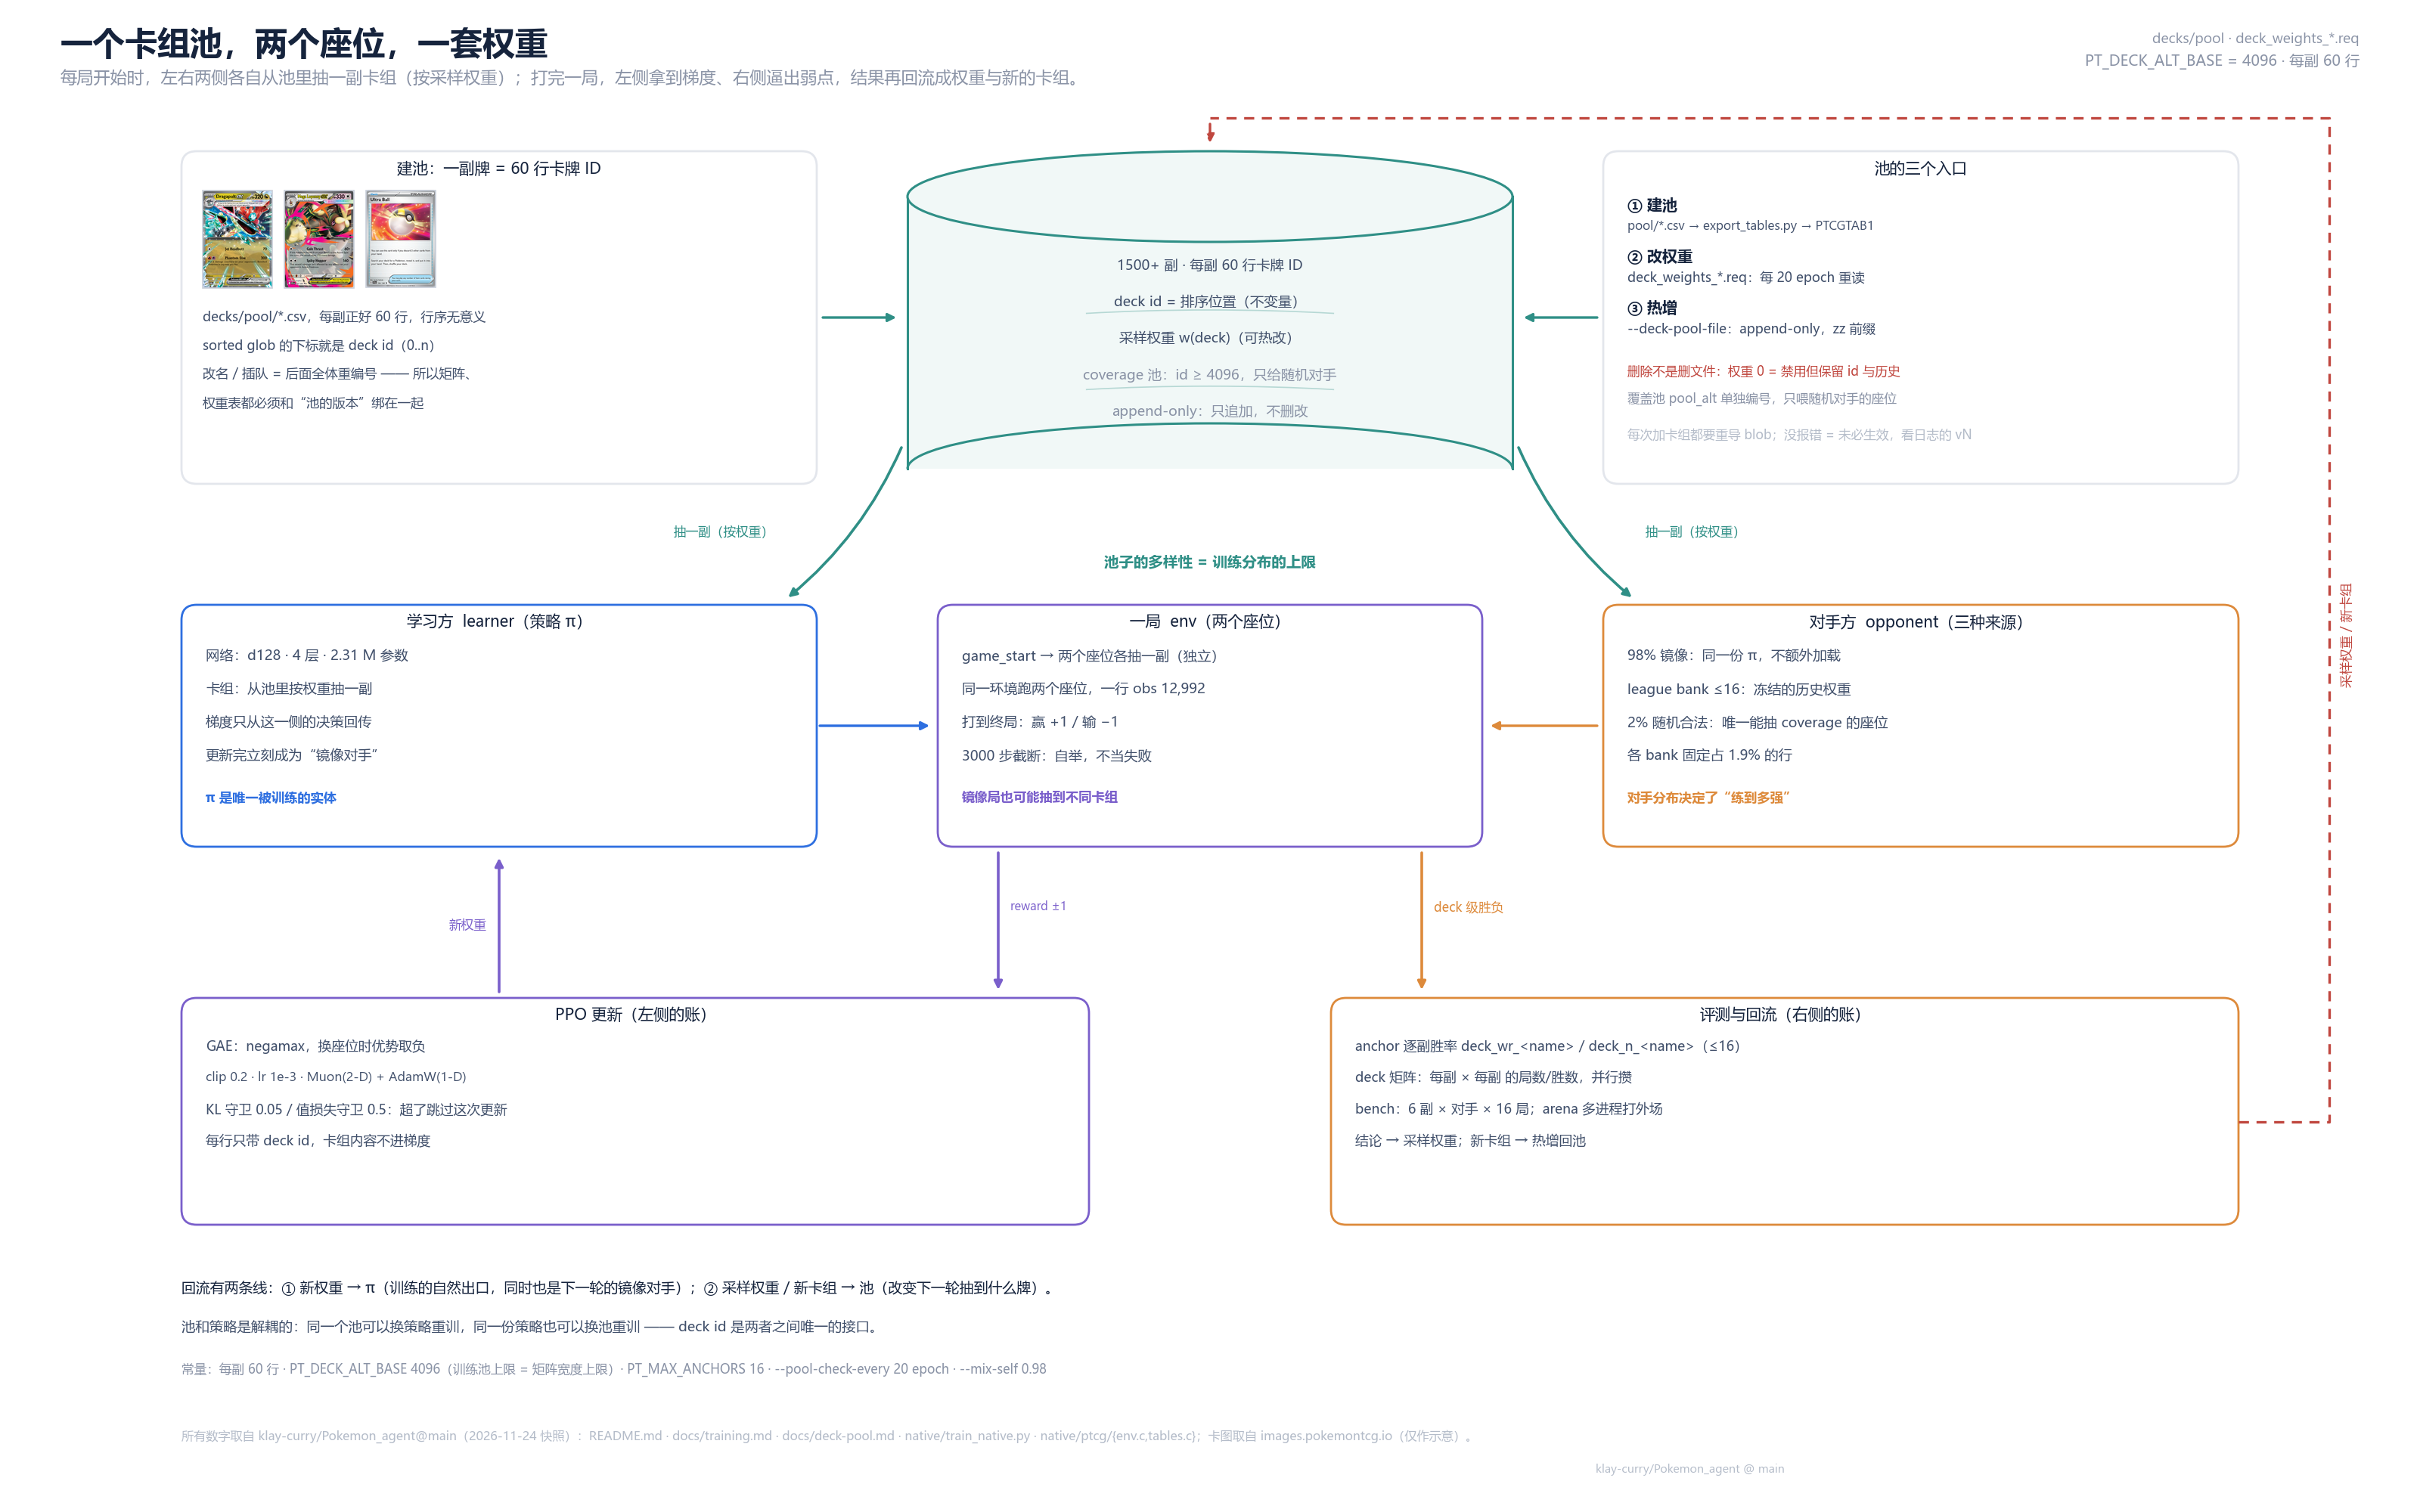 一个卡组池，两个座位，一套权重
每局开始时，左右两侧各自从池里抽一副卡组（按采样权重）；打完一局，左侧拿到梯度、右侧逼出弱点，结果再回流成权重与新的卡组。
decks/pool · deck_weights_*.req
PT_DECK_ALT_BASE = 4096 · 每副 60 行
建池：一副牌 = 60 行卡牌 ID
Ultra Ball
decks/pool/*.csv，每副正好 60 行，行序无意义
sorted glob 的下标就是 deck id（0..n）
改名 / 插队 = 后面全体重编号 —— 所以矩阵、
权重表都必须和“池的版本”绑在一起
1500+ 副 · 每副 60 行卡牌 ID
deck id = 排序位置（不变量）
采样权重 w(deck)（可热改）
coverage 池：id ≥ 4096，只给随机对手
append-only：只追加，不删改
池的三个入口
① 建池
pool/*.csv → export_tables.py → PTCGTAB1
② 改权重
deck_weights_*.req：每 20 epoch 重读
③ 热增
--deck-pool-file：append-only，zz 前缀
删除不是删文件：权重 0 = 禁用但保留 id 与历史
覆盖池 pool_alt 单独编号，只喂随机对手的座位
每次加卡组都要重导 blob；没报错 = 未必生效，看日志的 vN
抽一副（按权重）
抽一副（按权重）
池子的多样性 = 训练分布的上限
采样权重 / 新卡组
学习方 learner（策略 π）
网络：d128 · 4 层 · 2.31 M 参数
卡组：从池里按权重抽一副
梯度只从这一侧的决策回传
更新完立刻成为“镜像对手”
π 是唯一被训练的实体
一局 env（两个座位）
game_start → 两个座位各抽一副（独立）
同一环境跑两个座位，一行 obs 12,992
打到终局：赢 +1 / 输 −1
3000 步截断：自举，不当失败
镜像局也可能抽到不同卡组
对手方 opponent（三种来源）
98% 镜像：同一份 π，不额外加载
league bank ≤16：冻结的历史权重
2% 随机合法：唯一能抽 coverage 的座位
各 bank 固定占 1.9% 的行
对手分布决定了“练到多强”
新权重
reward ±1
deck 级胜负
PPO 更新（左侧的账）
GAE：negamax，换座位时优势取负
clip 0.2 · lr 1e-3 · Muon(2-D) + AdamW(1-D)
KL 守卫 0.05 / 值损失守卫 0.5：超了跳过这次更新
每行只带 deck id，卡组内容不进梯度
评测与回流（右侧的账）
anchor 逐副胜率 deck_wr_<name> / deck_n_<name>（≤16）
deck 矩阵：每副 × 每副 的局数/胜数，并行攒
bench：6 副 × 对手 × 16 局；arena 多进程打外场
结论 → 采样权重；新卡组 → 热增回池
回流有两条线：① 新权重 → π（训练的自然出口，同时也是下一轮的镜像对手）；② 采样权重 / 新卡组 → 池（改变下一轮抽到什么牌）。
池和策略是解耦的：同一个池可以换策略重训，同一份策略也可以换池重训 —— deck id 是两者之间唯一的接口。
常量：每副 60 行 · PT_DECK_ALT_BASE 4096（训练池上限 = 矩阵宽度上限）· PT_MAX_ANCHORS 16 · --pool-check-every 20 epoch · --mix-self 0.98
所有数字取自 klay-curry/Pokemon_agent@main（2026-11-24 快照）：README.md · docs/training.md · docs/deck-pool.md · native/train_native.py · native/ptcg/{env.c,tables.c}；卡图取自 images.pokemontcg.io（仅作示意）。
klay-curry/Pokemon_agent @ main